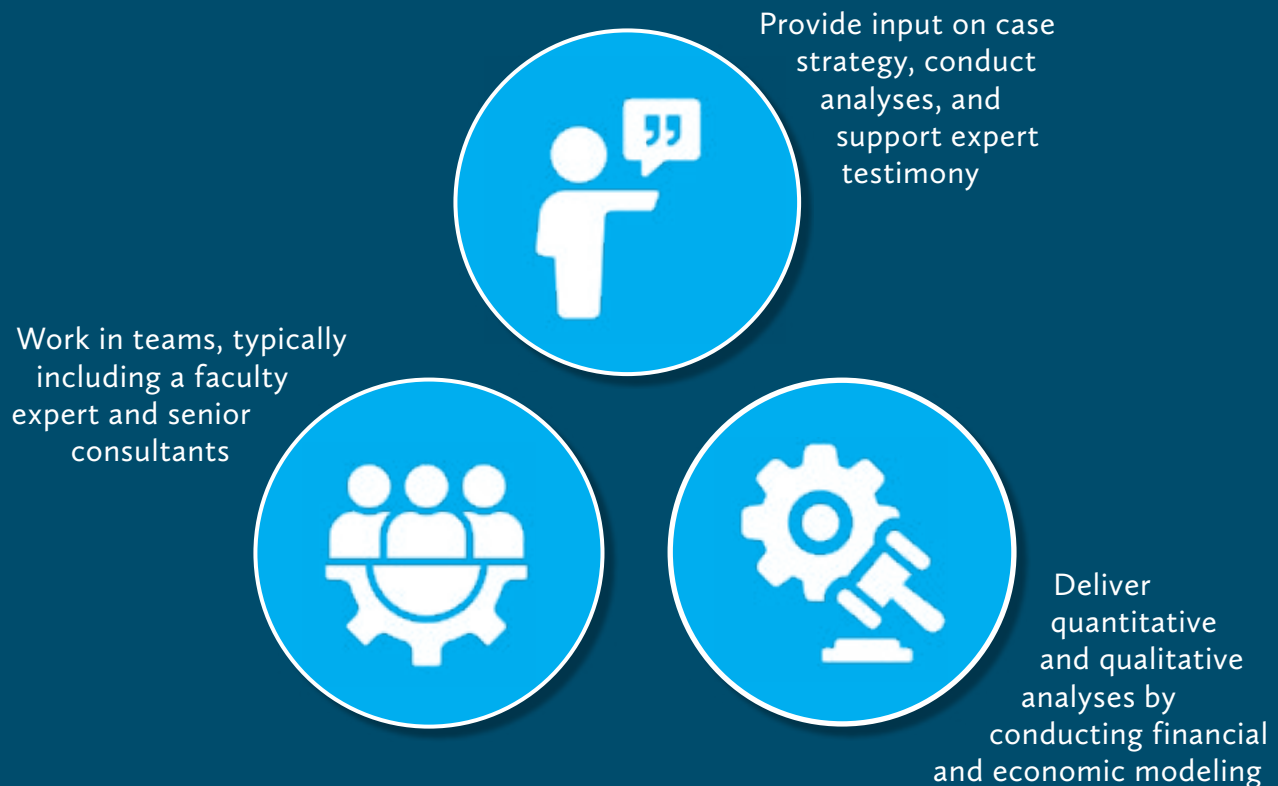 Provide input on case
strategy, conduct
analyses, and
support expert
testimony
Work in teams, typically
including a faculty
expert and senior
consultants
Deliver
quantitative
and qualitative
analyses by
conducting financial
and economic modeling